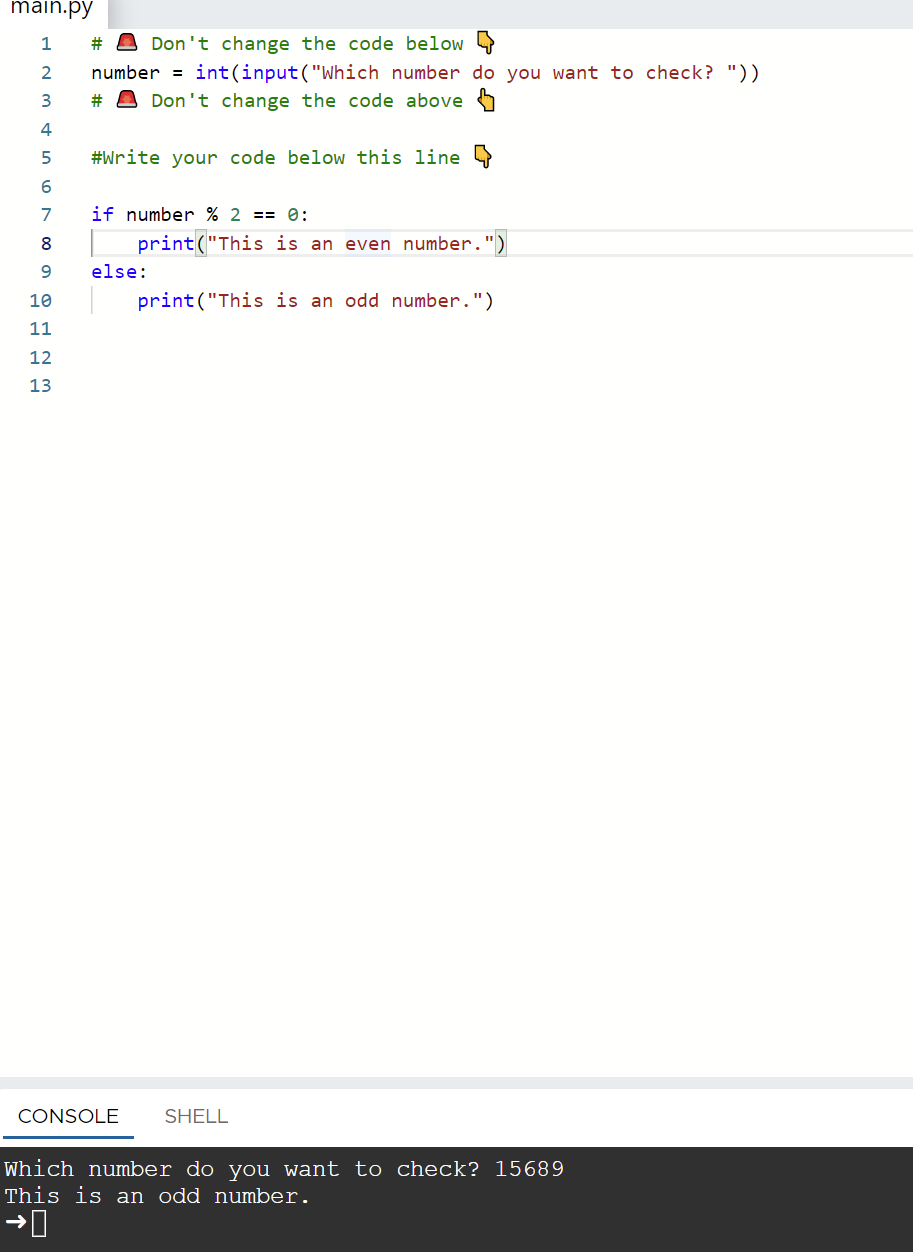 main.py
1 # 🚨 Don't change the code below 👇
2 number = int(input("Which number do you want to check? "))
3 # 🚨 Don't change the code above 👆
4
5 #Write your code below this line 👇
6
7 if number % 2 == 0:
8     print("This is an even number.")
9 else:
10     print("This is an odd number.")
11
12
13
CONSOLE SHELL
Which number do you want to check? 15689
This is an odd number.
➜